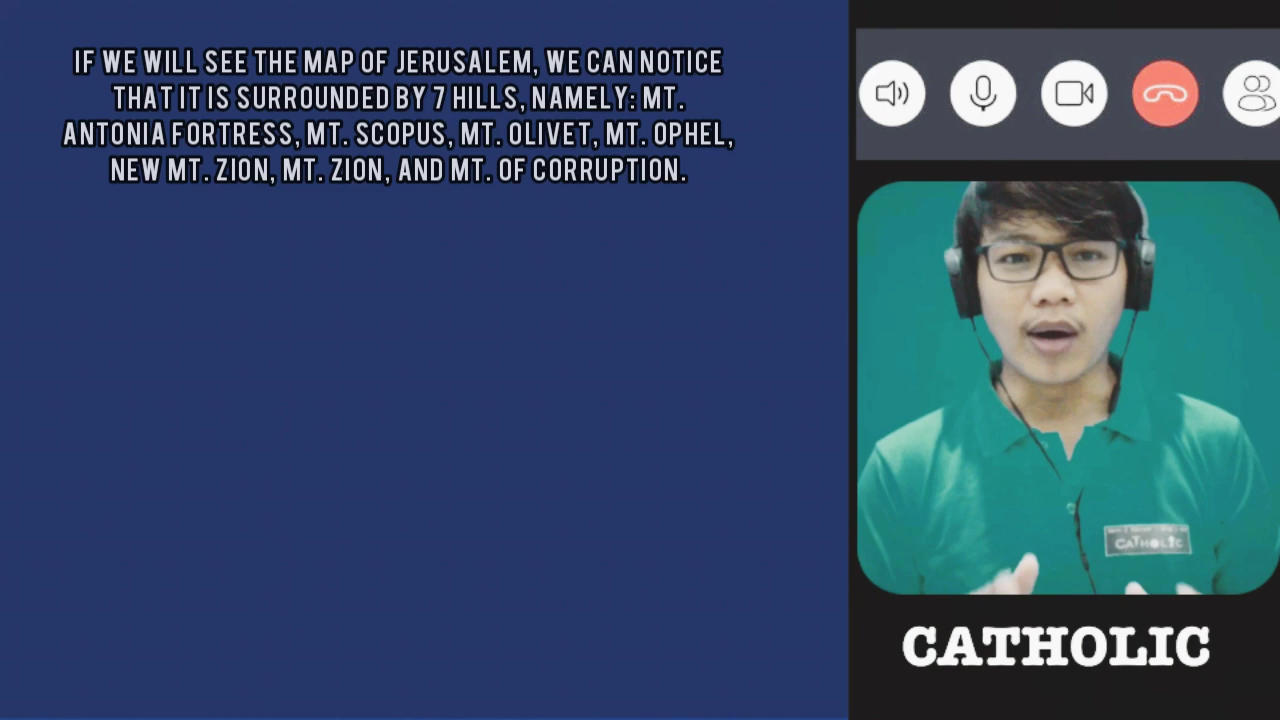 IF WE WILL SEE THE MAP OF JERUSALEM, WE CAN NOTICE
THAT IT IS SURROUNDED BY 7 HILLS, NAMELY: MT.
ANTONIA FORTRESS, MT. SCOPUS, MT. OLIVET, MT. OPHEL,
NEW MT. ZION, MT. ZION, AND MT. OF CORRUPTION.
CATHOLIC
CATHOLIC